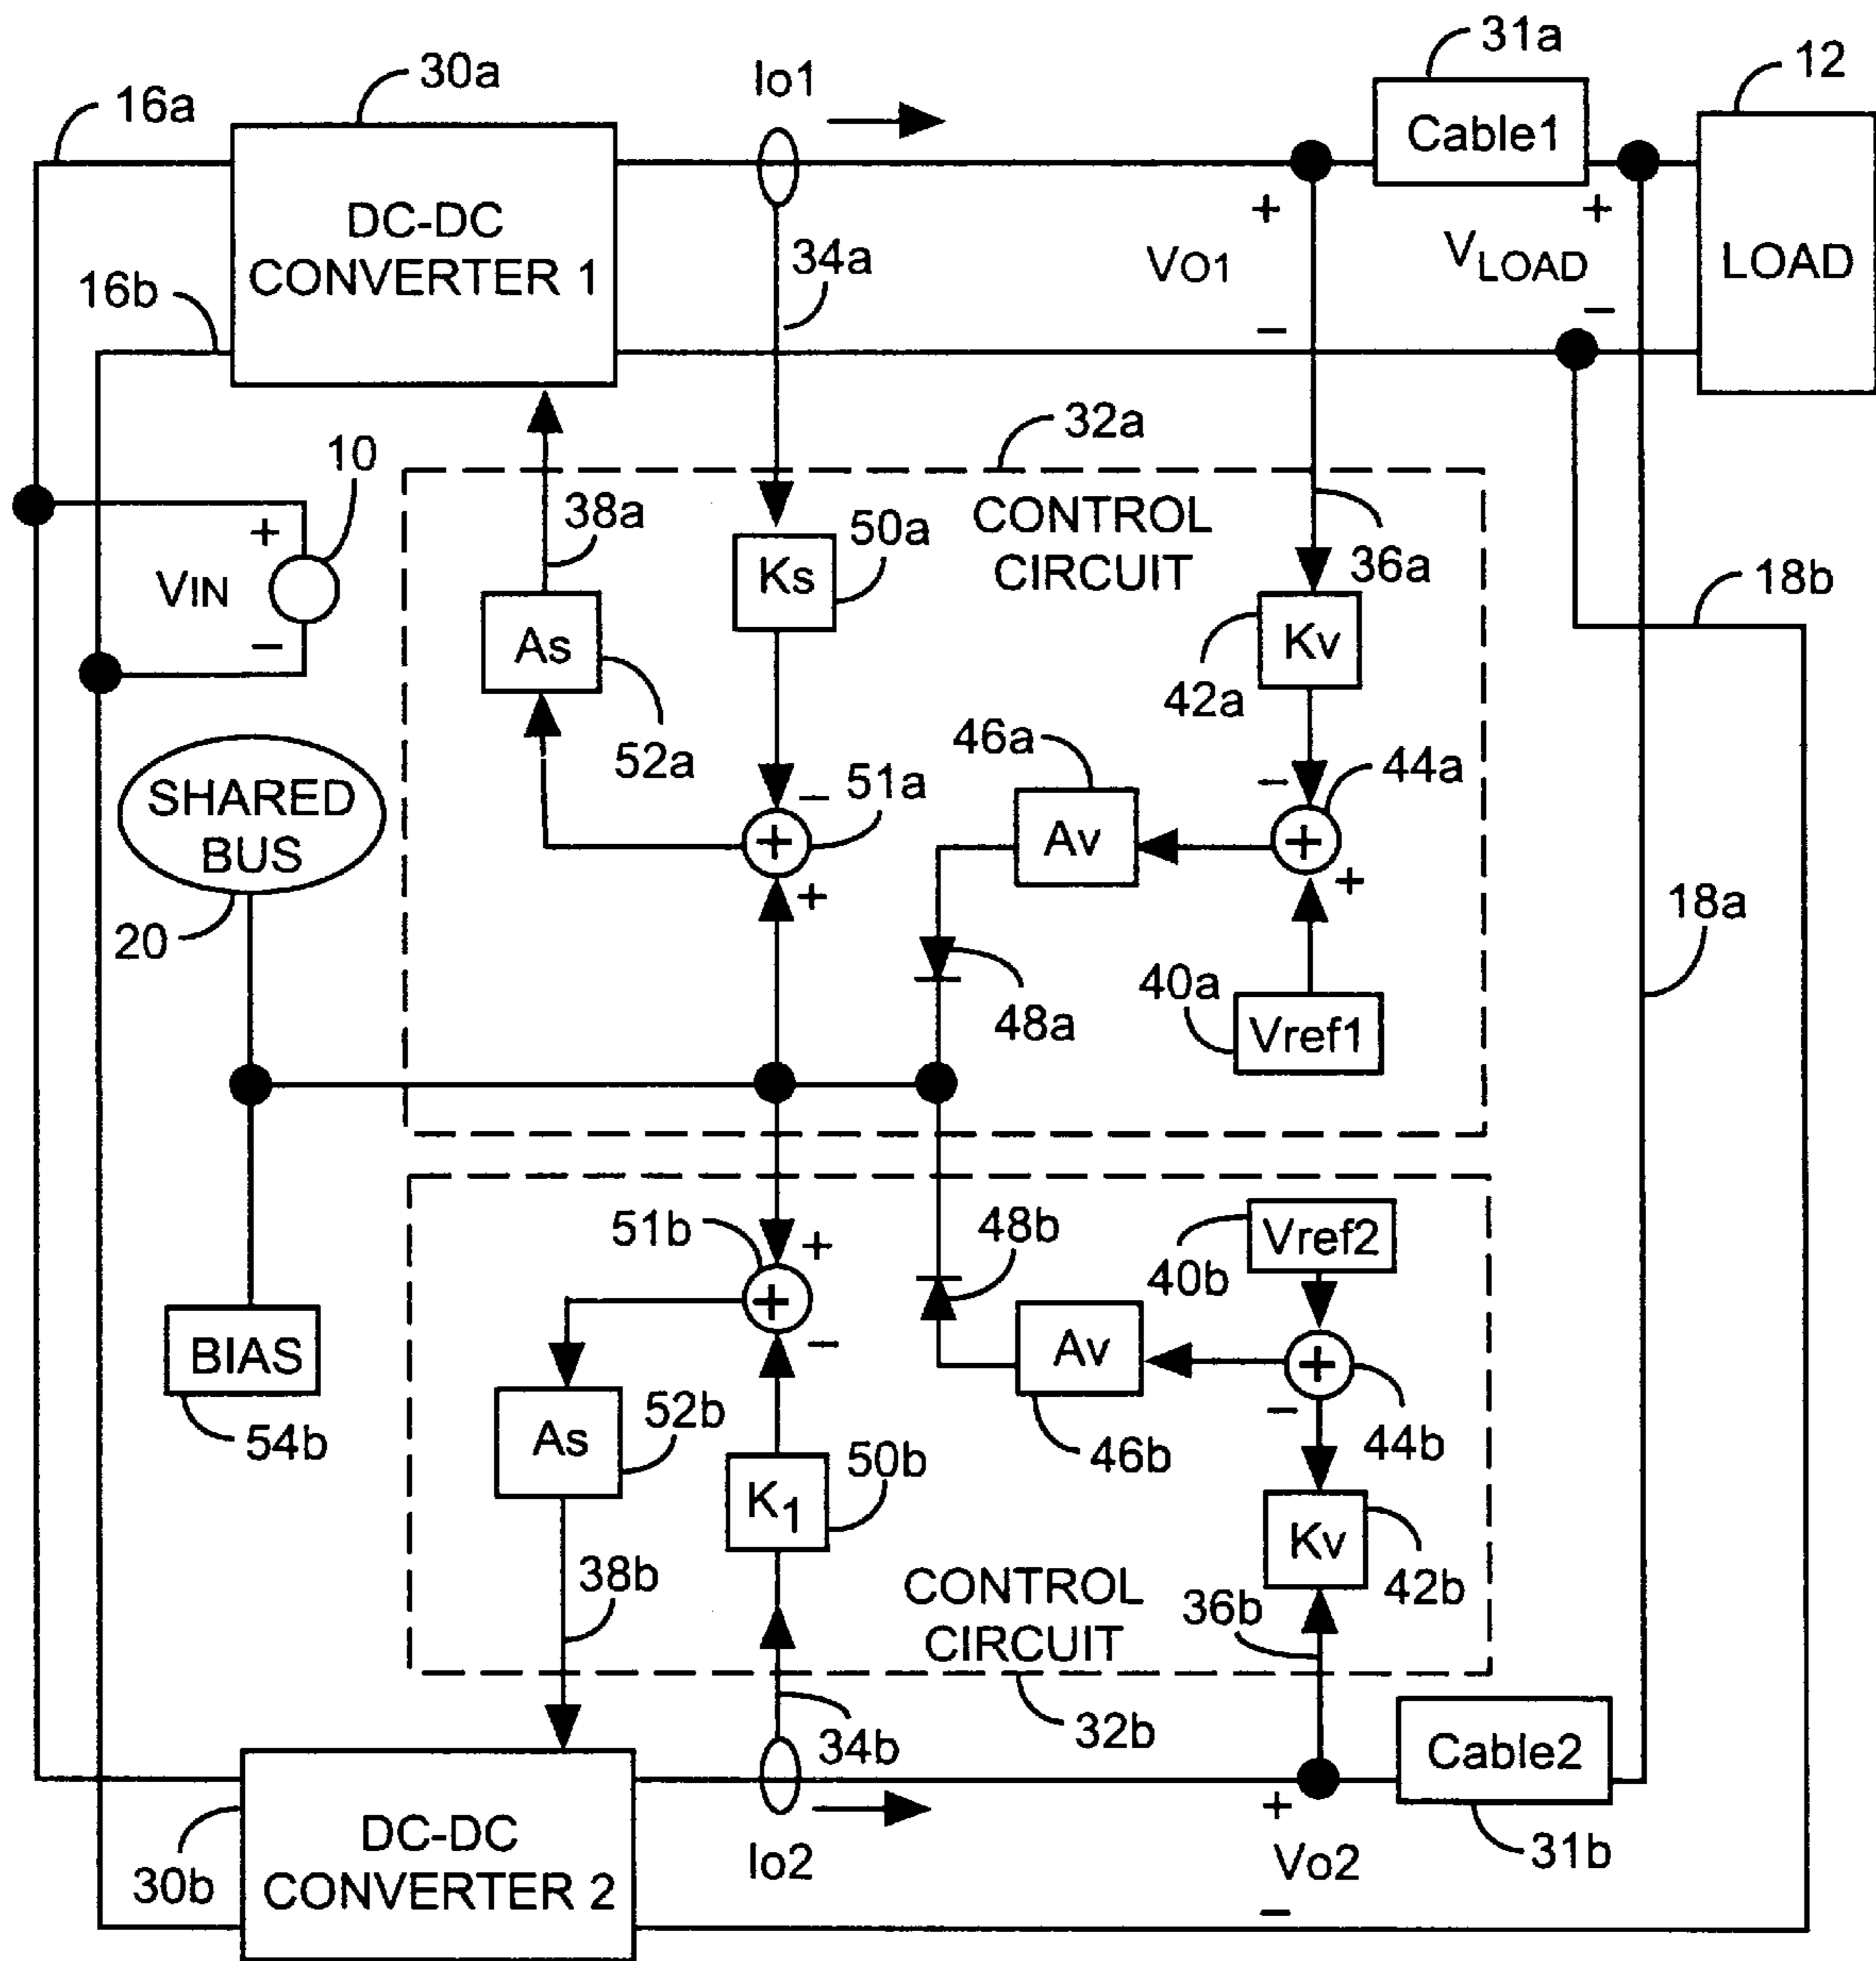 31a
12
30a
Io1
16a
Cable1
DC-DC
CONVERTER 1
+
+
34a
VO1
VLOAD
LOAD
16b
−
−
32a
10
38a
CONTROL
CIRCUIT
50a
36a
+
VIN
−
Ks
18b
As
Kv
42a
52a
46a
44a
−
−
51a
SHARED
BUS
+
Av
+
+
+
20
18a
40a
48a
Vref1
51b
+
48b
Vref2
40b
+
−
BIAS
Av
+
−
54b
As
52b
50b
46b
44b
K1
Kv
38b
CONTROL
CIRCUIT
36b
42b
34b
32b
Cable2
DC-DC
CONVERTER 2
+
30b
Io2
Vo2
31b
−